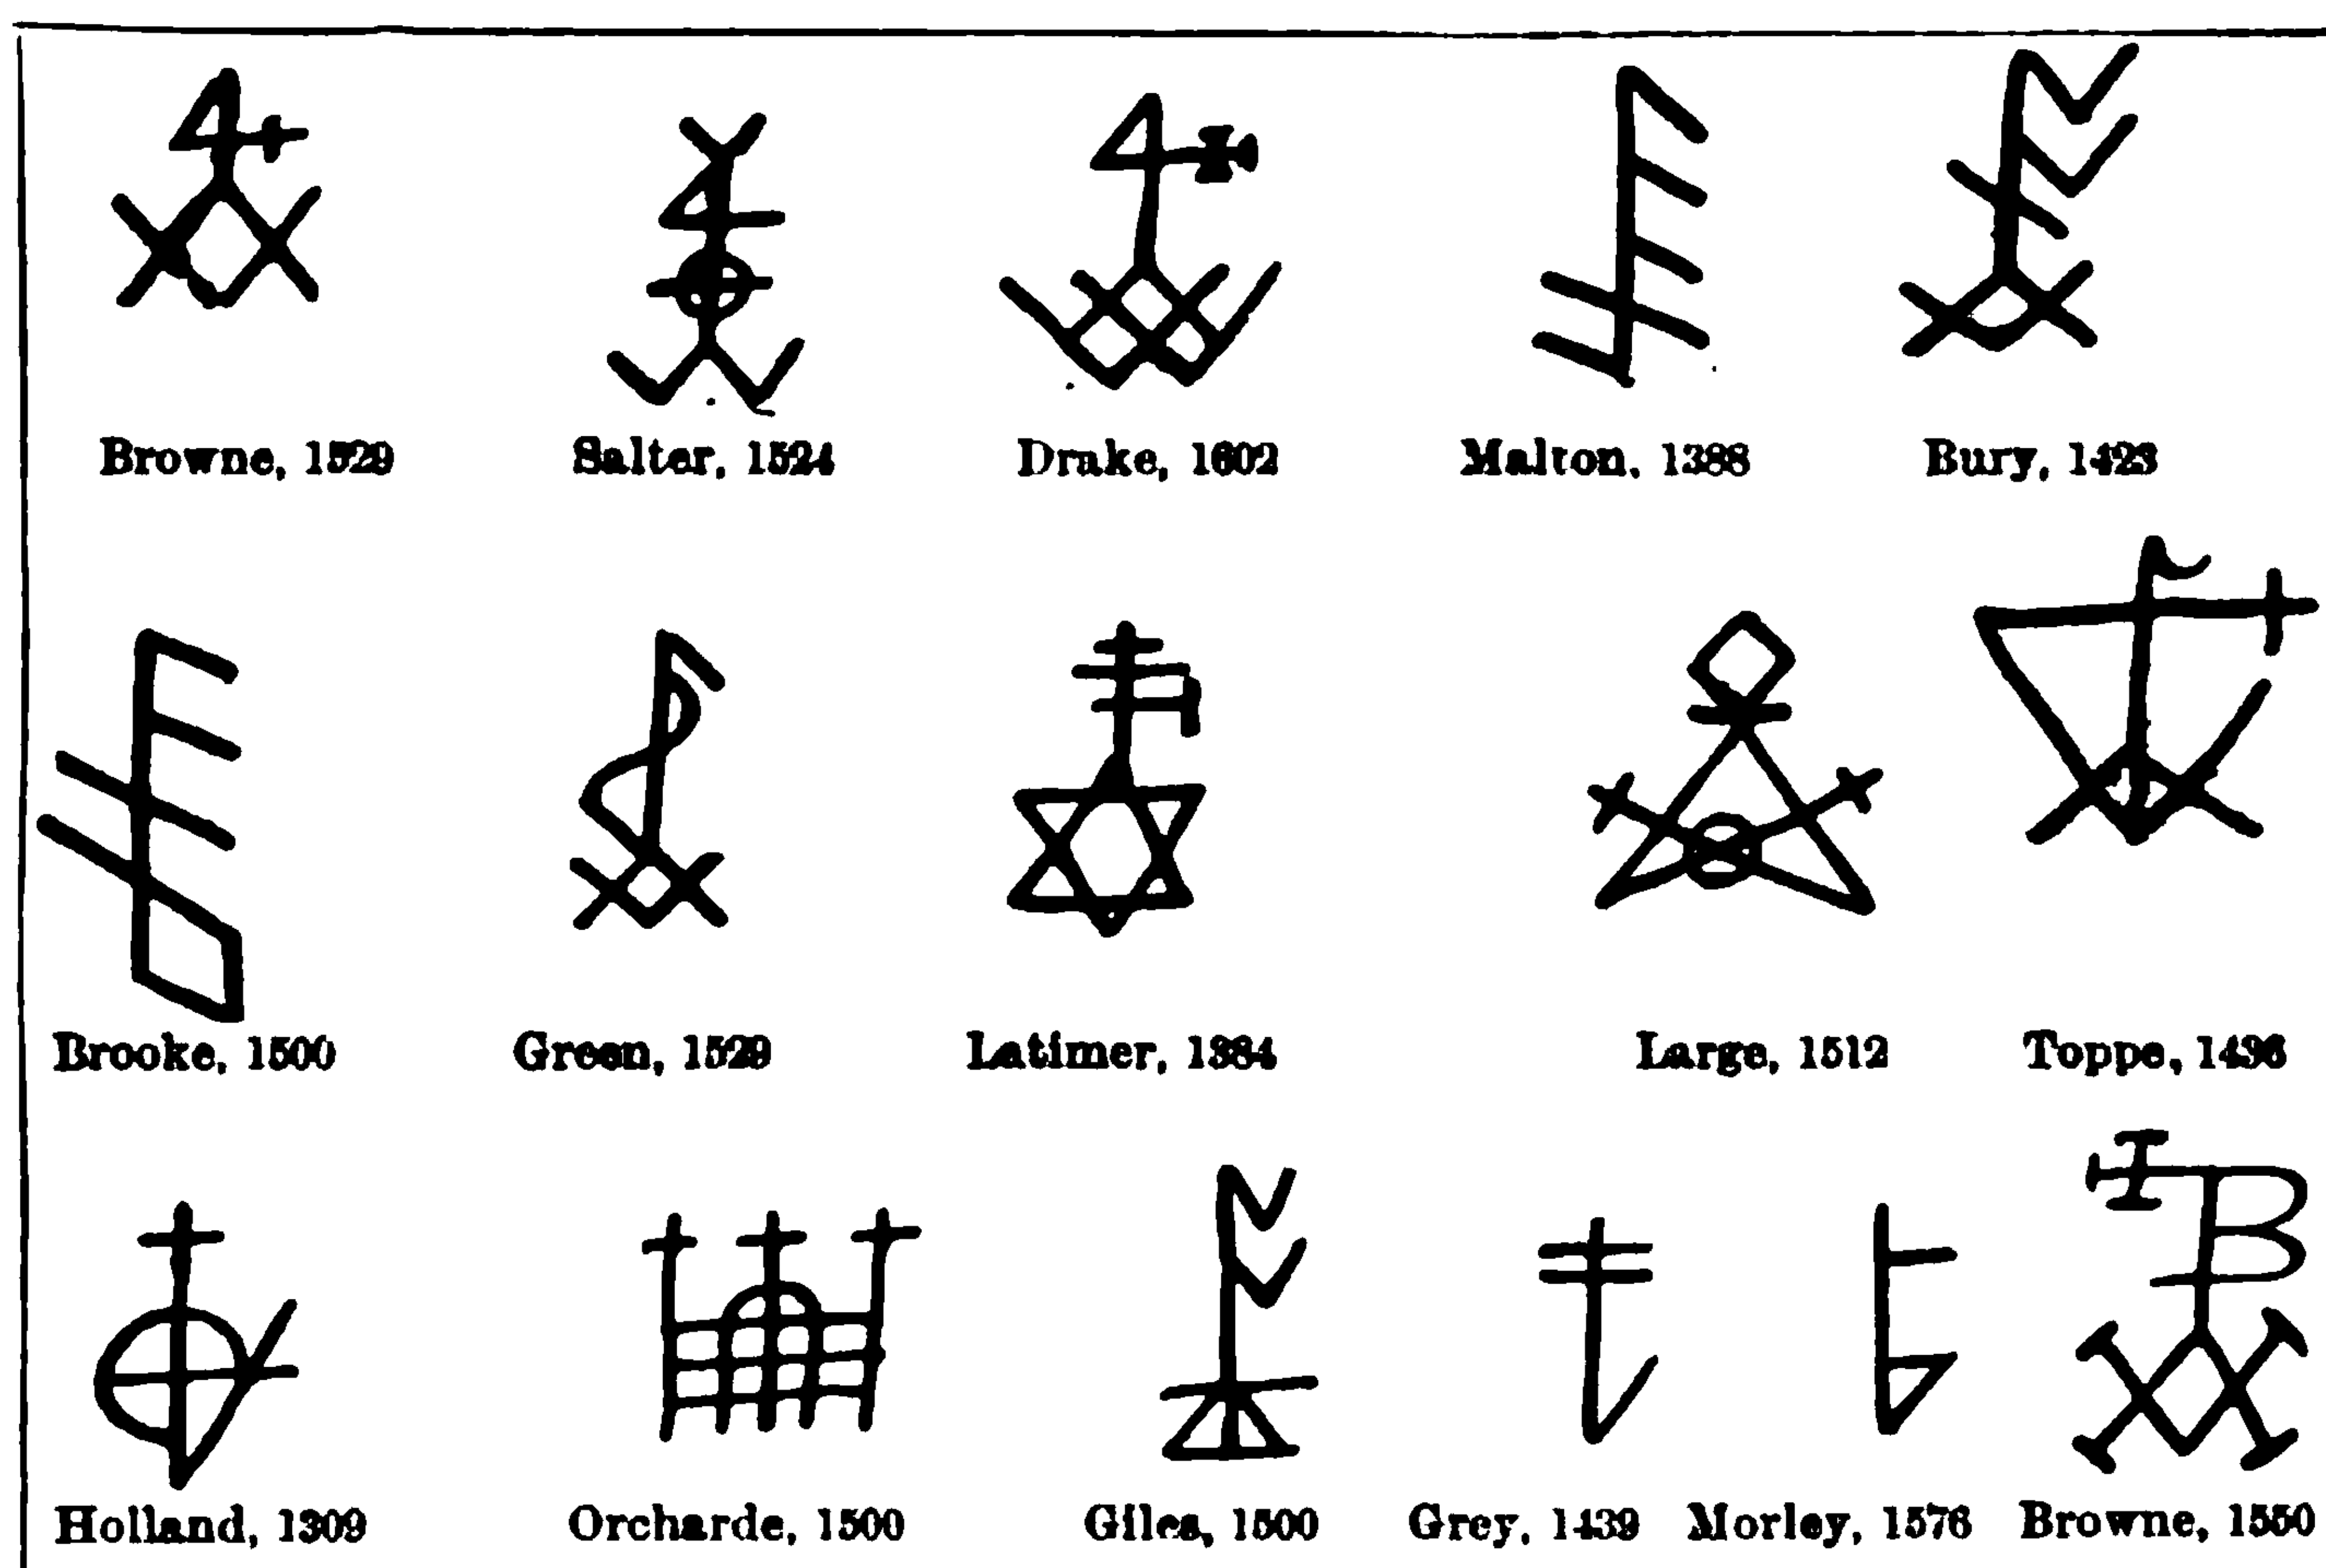 Browne, 1529 Salter, 1524 Drake, 1602 Malton, 1388 Bury, 1423
Brooke, 1500 Green, 1529 Latimer, 1384 Large, 1512 Toppe, 1496
Holland, 1309 Orcharde, 1500 Giles, 1500 Grey, 1439 Morley, 1576 Browne, 1550